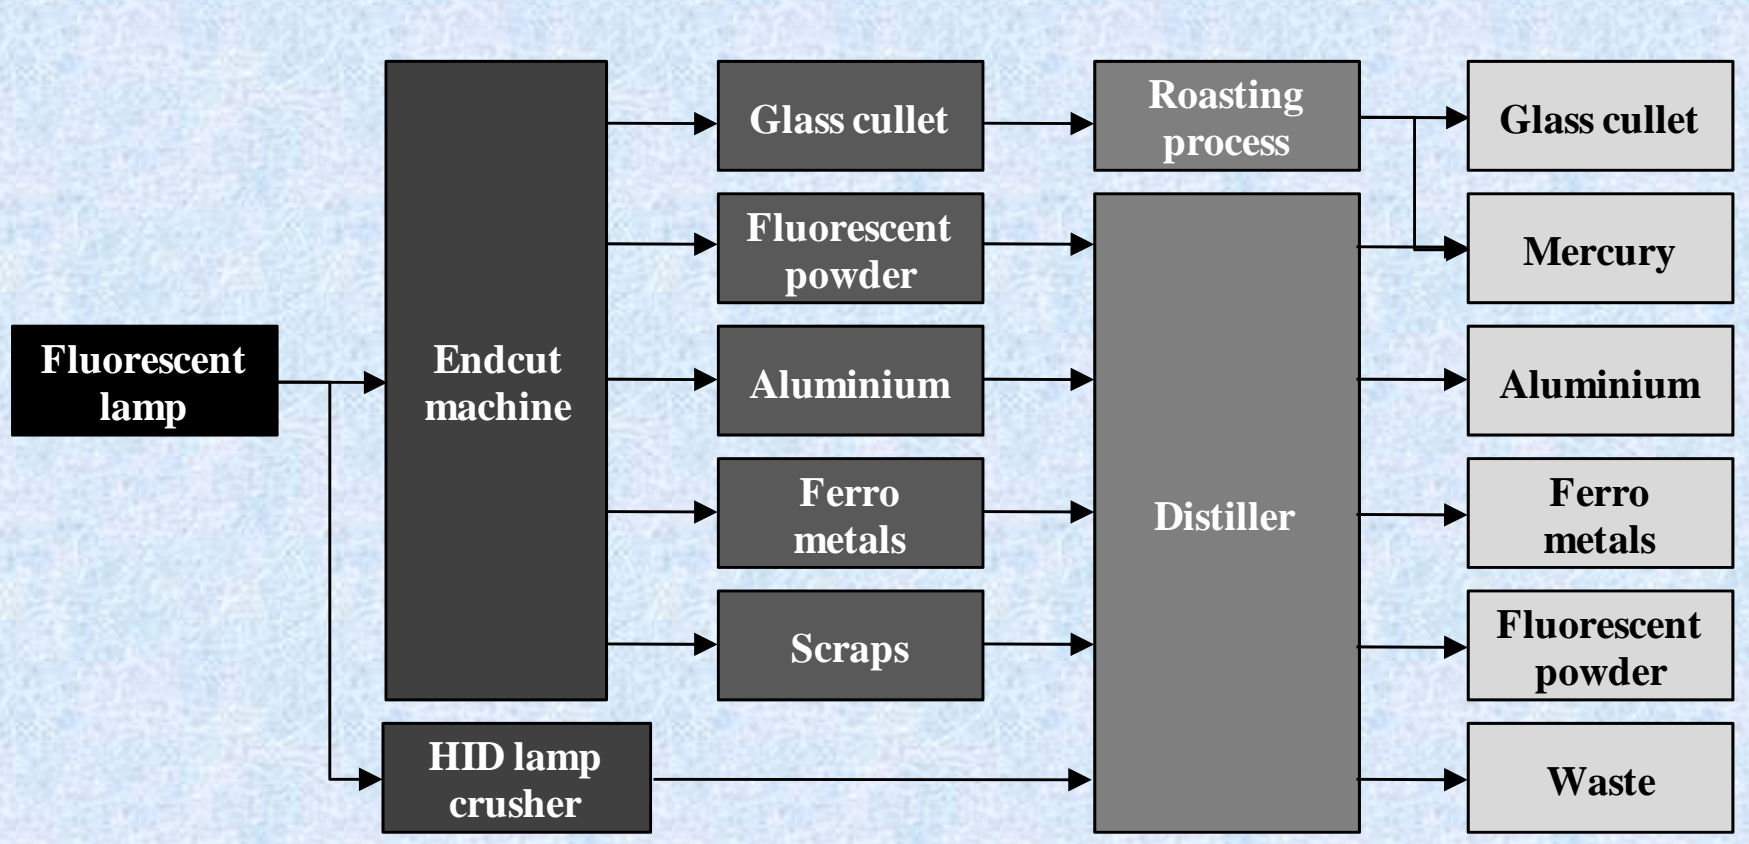 Fluorescent
lamp
Endcut
machine
HID lamp
crusher
Glass cullet
Fluorescent
powder
Aluminium
Ferro
metals
Scraps
Roasting
process
Distiller
Glass cullet
Mercury
Aluminium
Ferro
metals
Fluorescent
powder
Waste